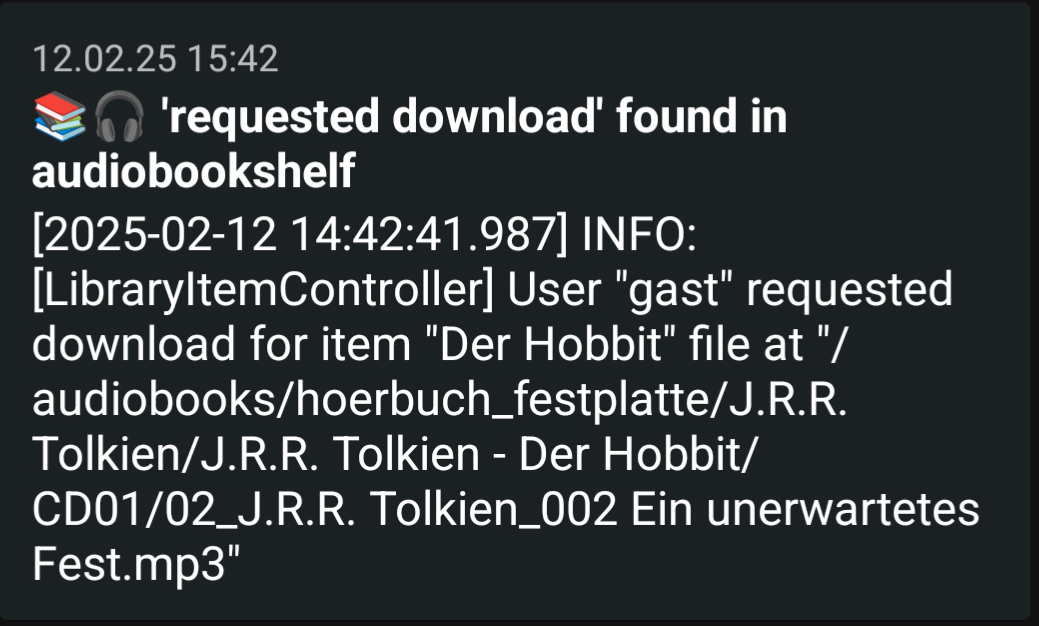 12.02.25 15:42
📚🎧 'requested download' found in
audiobookshelf
[2025-02-12 14:42:41.987] INFO:
[LibraryItemController] User "gast" requested
download for item "Der Hobbit" file at "/
audiobooks/hoerbuch_festplatte/J.R.R.
Tolkien/J.R.R. Tolkien - Der Hobbit/
CD01/02_J.R.R. Tolkien_002 Ein unerwartetes
Fest.mp3"